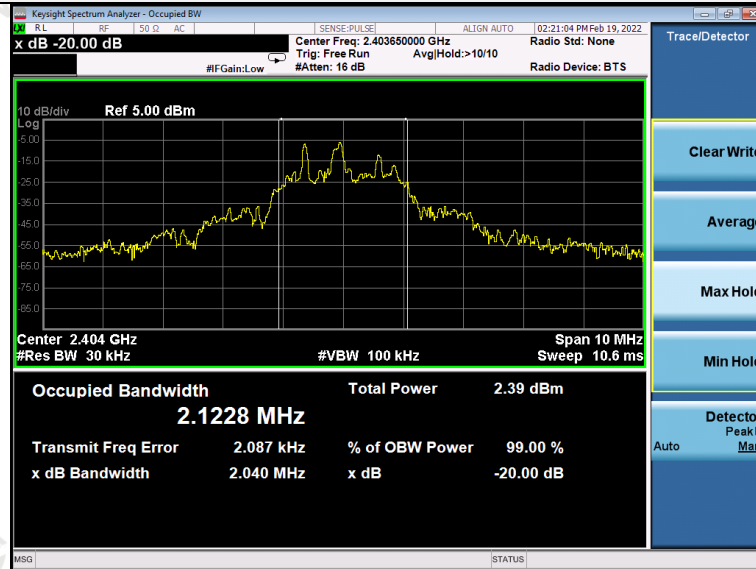 Keysight Spectrum Analyzer - Occupied BW
LXI RL RF 50 Ω AC SENSE:PULSE ALIGN AUTO 02:21:04 PM Feb 19, 2022
x dB -20.00 dB
Center Freq: 2.403650000 GHz Radio Std: None
Trig: Free Run Avg|Hold:>10/10
#IFGain:Low #Atten: 16 dB Radio Device: BTS
Trace/Detector
10 dB/div Ref 5.00 dBm
Log
-5.00
-15.0
-25.0
-35.0
-45.0
-55.0
-65.0
-75.0
-85.0
Center 2.404 GHz Span 10 MHz
#Res BW 30 kHz #VBW 100 kHz Sweep 10.6 ms
Occupied Bandwidth Total Power 2.39 dBm
2.1228 MHz
Transmit Freq Error 2.087 kHz % of OBW Power 99.00 %
x dB Bandwidth 2.040 MHz x dB -20.00 dB
Clear Write
Average
Max Hold
Min Hold
Detector
Peak
Auto Man
MSG STATUS